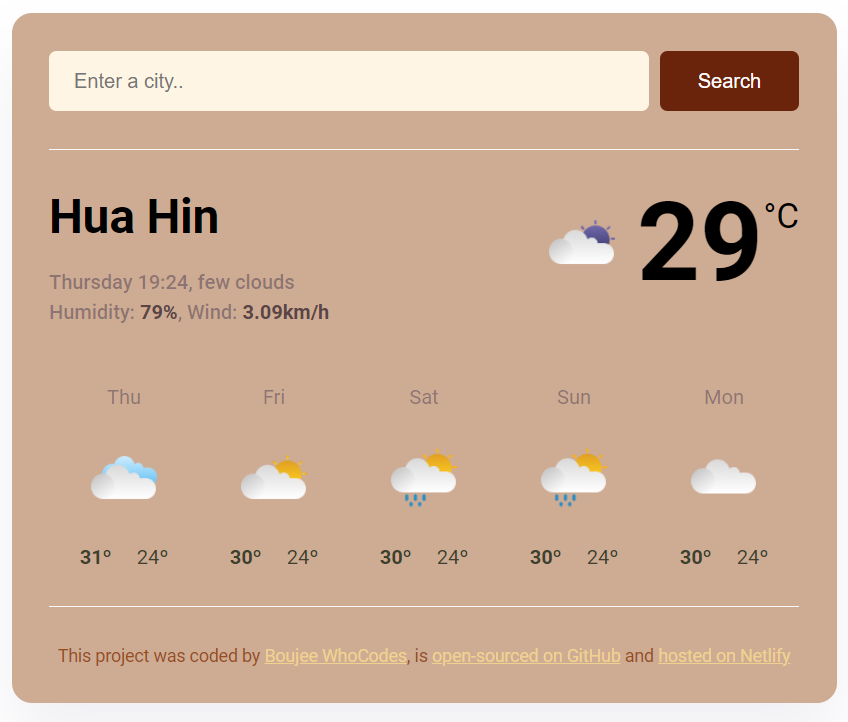 Enter a city..
Search
Hua Hin
29 °C
Thursday 19:24, few clouds
Humidity: 79%, Wind: 3.09km/h
Thu Fri Sat Sun Mon
31° 24° 30° 24° 30° 24° 30° 24° 30° 24°
This project was coded by Boujee WhoCodes, is open-sourced on GitHub and hosted on Netlify